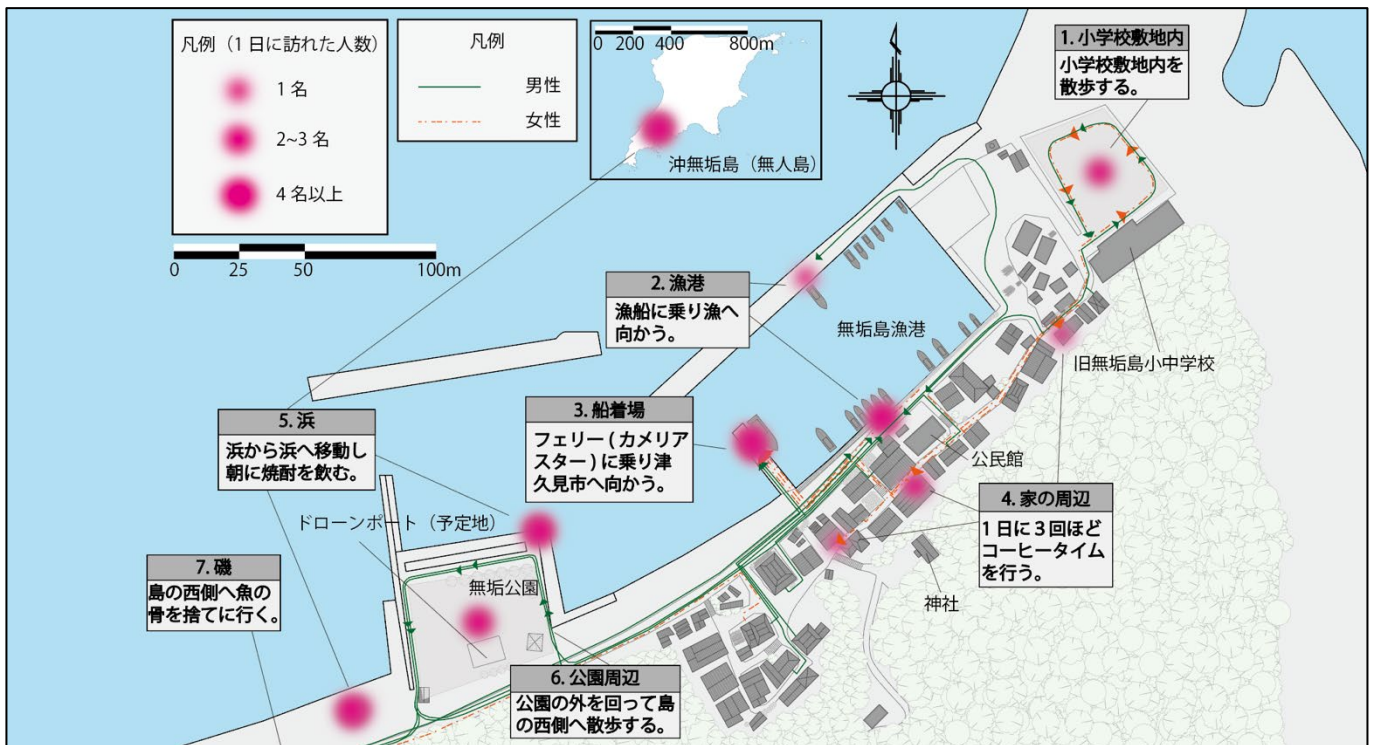 凡例（1日に訪れた人数）
1名
2~3名
4名以上
凡例
男性
女性
0 200 400 800m
沖無垢島（無人島）
0 25 50 100m
1. 小学校敷地内
小学校敷地内を
散歩する。
2. 漁港
漁船に乗り漁へ
向かう。
無垢島漁港
旧無垢島小中学校
3. 船着場
フェリー ( カメリア
スター ) に乗り津
久見市へ向かう。
公民館
4. 家の周辺
1日に3回ほど
コーヒータイム
を行う。
神社
5. 浜
浜から浜へ移動し
朝に焼酎を飲む。
ドローンポート（予定地）
無垢公園
6. 公園周辺
公園の外を回って島
の西側へ散歩する。
7. 磯
島の西側へ魚の
骨を捨てに行く。